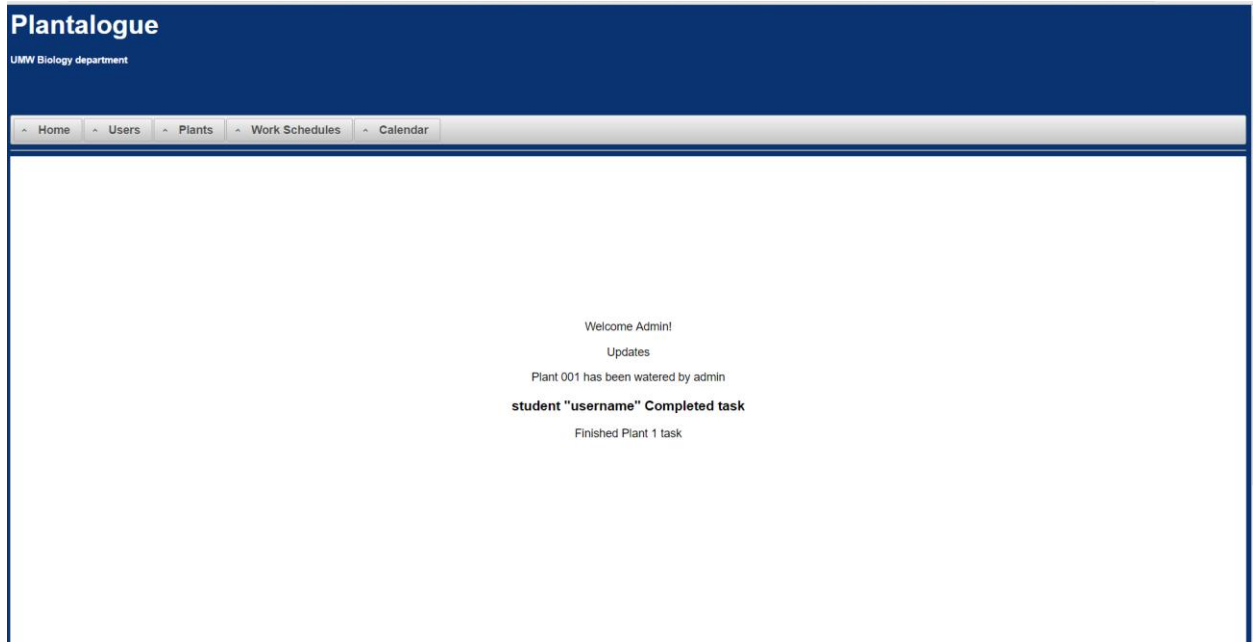 Plantalogue
UMW Biology department
Home Users Plants Work Schedules Calendar
Welcome Admin!
Updates
Plant 001 has been watered by admin
student "username" Completed task
Finished Plant 1 task